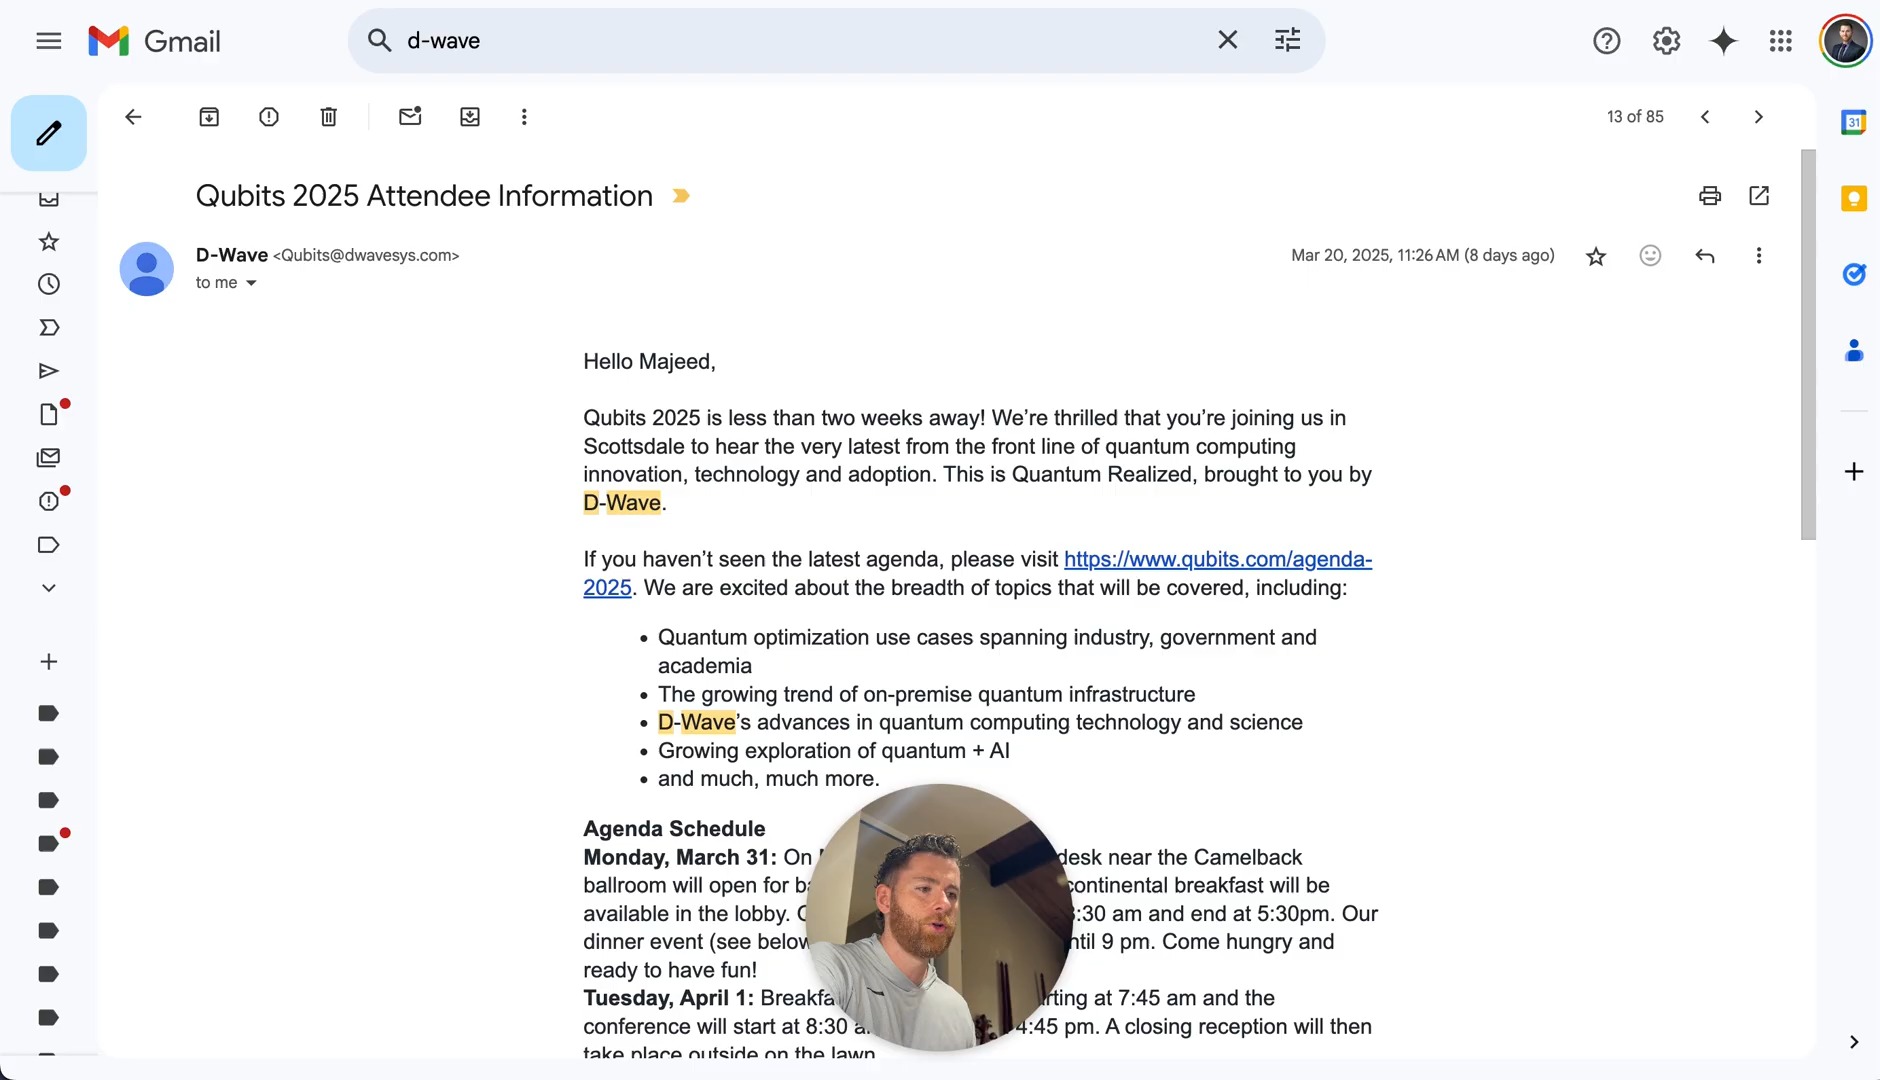 Gmail
d-wave
13 of 85
Qubits 2025 Attendee Information
D-Wave <Qubits@dwavesys.com>
Mar 20, 2025, 11:26 AM (8 days ago)
to me
31
Hello Majeed,
Qubits 2025 is less than two weeks away! We’re thrilled that you’re joining us in
Scottsdale to hear the very latest from the front line of quantum computing
innovation, technology and adoption. This is Quantum Realized, brought to you by
D-Wave.
If you haven’t seen the latest agenda, please visit https://www.qubits.com/agenda-
2025. We are excited about the breadth of topics that will be covered, including:
• Quantum optimization use cases spanning industry, government and
academia
• The growing trend of on-premise quantum infrastructure
• D-Wave’s advances in quantum computing technology and science
• Growing exploration of quantum + AI
• and much, much more.
Agenda Schedule
Monday, March 31: On desk near the Camelback
ballroom will open for continental breakfast will be
available in the lobby. :30 am and end at 5:30pm. Our
dinner event (see below until 9 pm. Come hungry and
ready to have fun!
Tuesday, April 1: at 7:45 am and the
conference will start at 8:30 4:45 pm. A closing reception will then
take place outside on the lawn